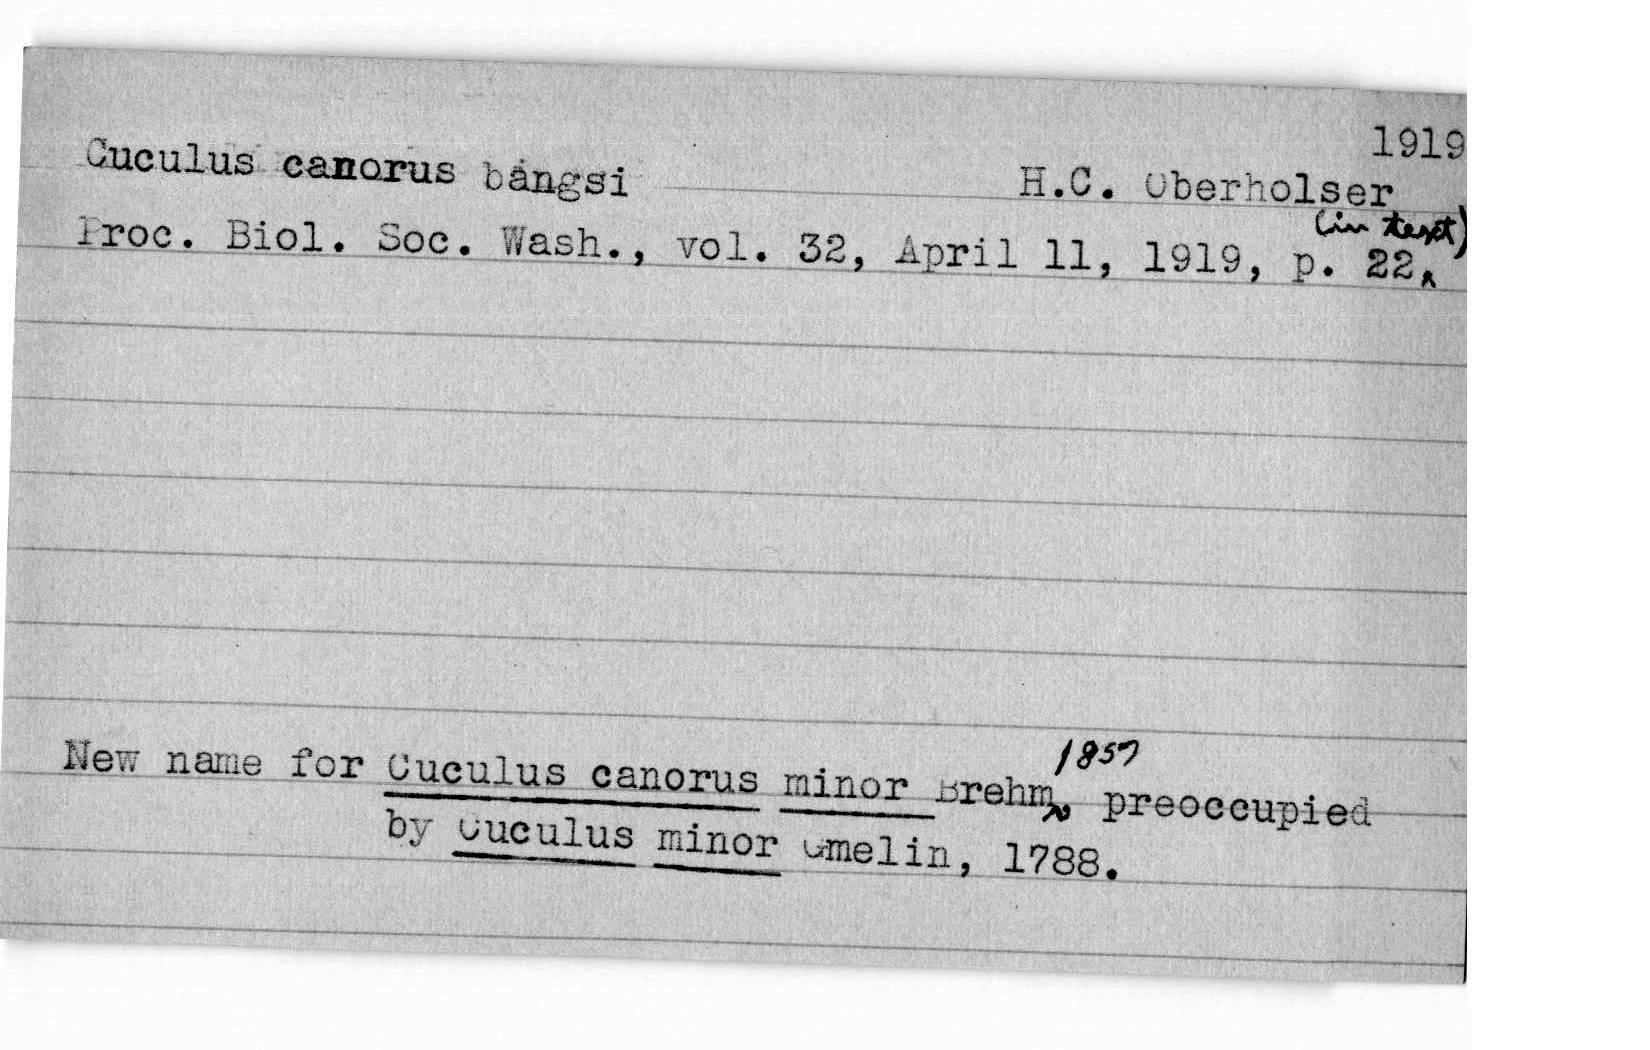 1919
Cuculus canorus bangsi H.C. Oberholser
Proc. Biol. Soc. Wash., vol. 32, April 11, 1919, p. 22 (in text)
New name for Cuculus canorus minor Brehm 1857, preoccupied
by Cuculus minor Gmelin, 1788.